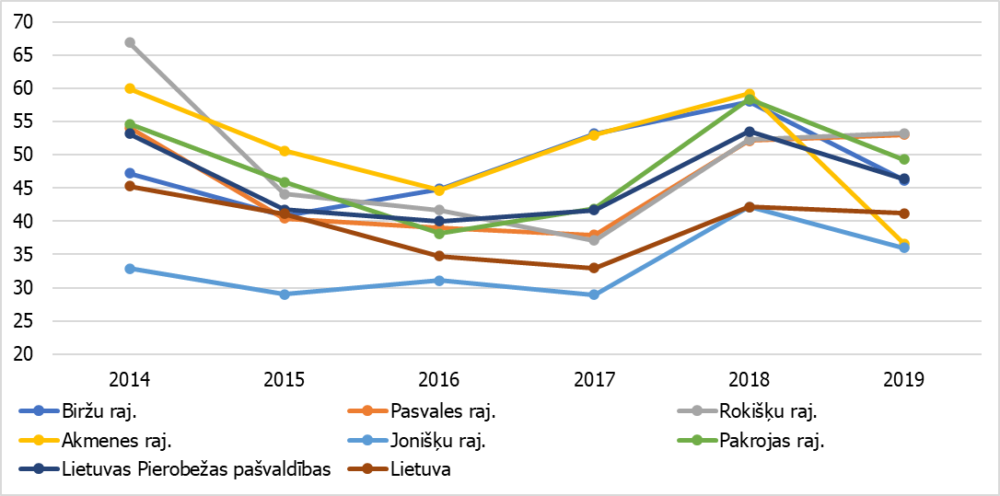 70
65
60
55
50
45
40
35
30
25
20
2014 2015 2016 2017 2018 2019
Biržu raj. Pasvales raj. Rokišķu raj.
Akmenes raj. Jonišķu raj. Pakrojas raj.
Lietuvas Pierobežas pašvaldības Lietuva